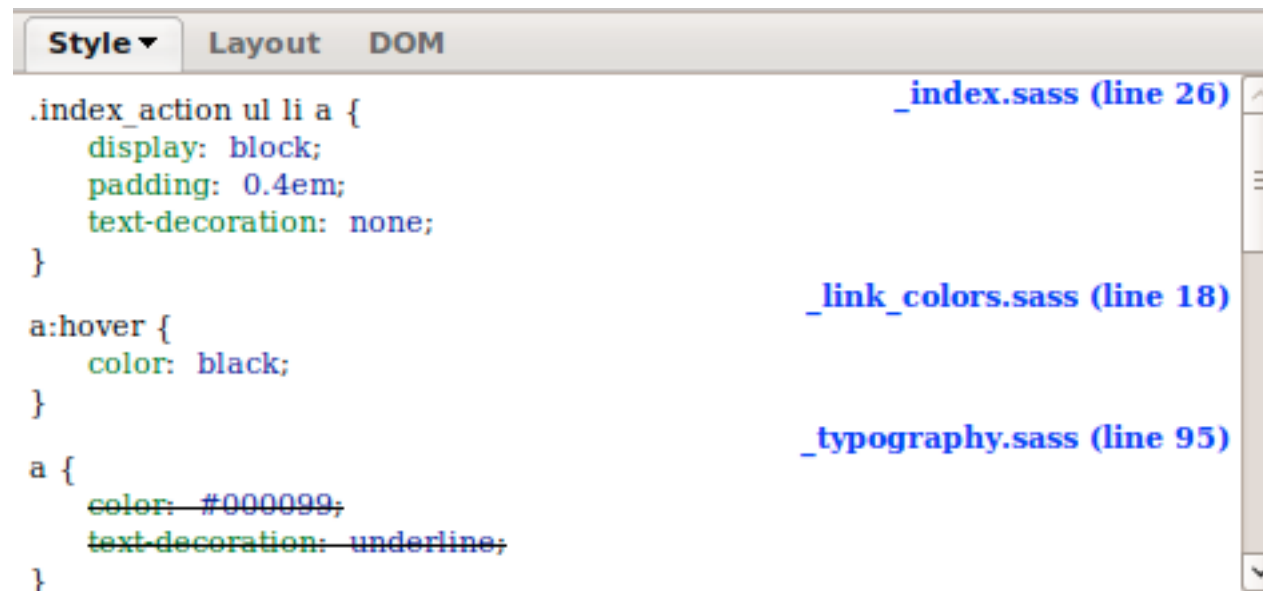 Style Layout DOM
_index.sass (line 26)
.index_action ul li a {
display: block;
padding: 0.4em;
text-decoration: none;
}
_link_colors.sass (line 18)
a:hover {
color: black;
}
_typography.sass (line 95)
a {
color: #000099;
text-decoration: underline;
}